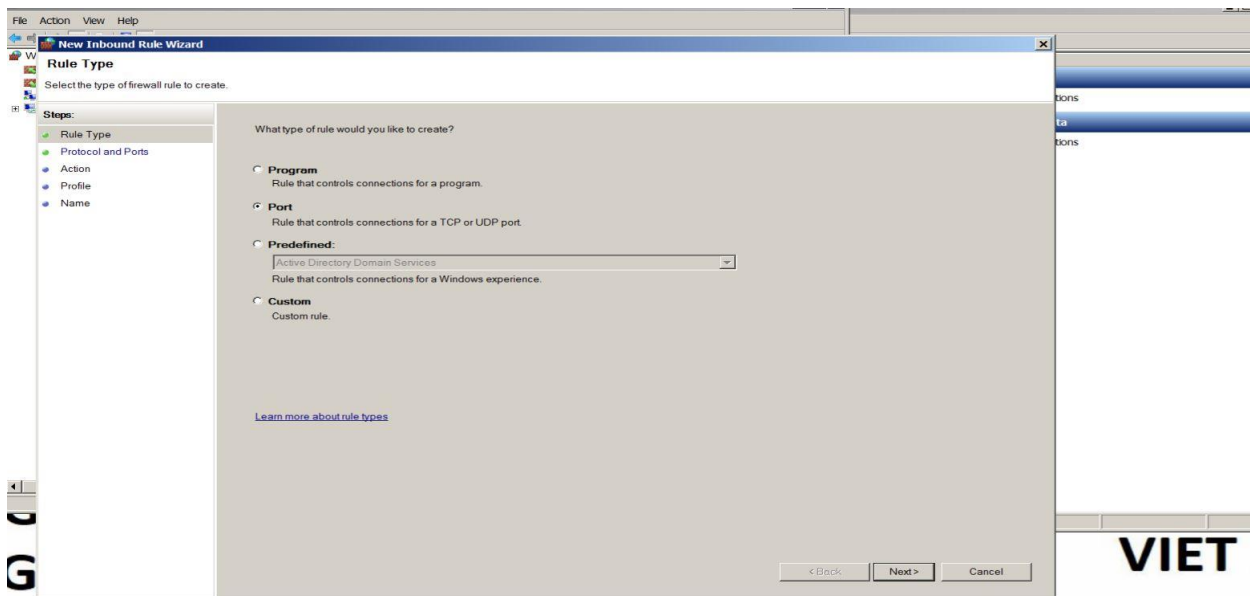 File Action View Help
New Inbound Rule Wizard
W
Rule Type
Select the type of firewall rule to create.
tions
Steps:
Rule Type
Protocol and Ports
Action
Profile
Name
What type of rule would you like to create?
Program
Rule that controls connections for a program.
Port
Rule that controls connections for a TCP or UDP port.
Predefined:
Active Directory Domain Services
Rule that controls connections for a Windows experience.
Custom
Custom rule.
ta
tions
Learn more about rule types
< Back Next > Cancel
G
VIET